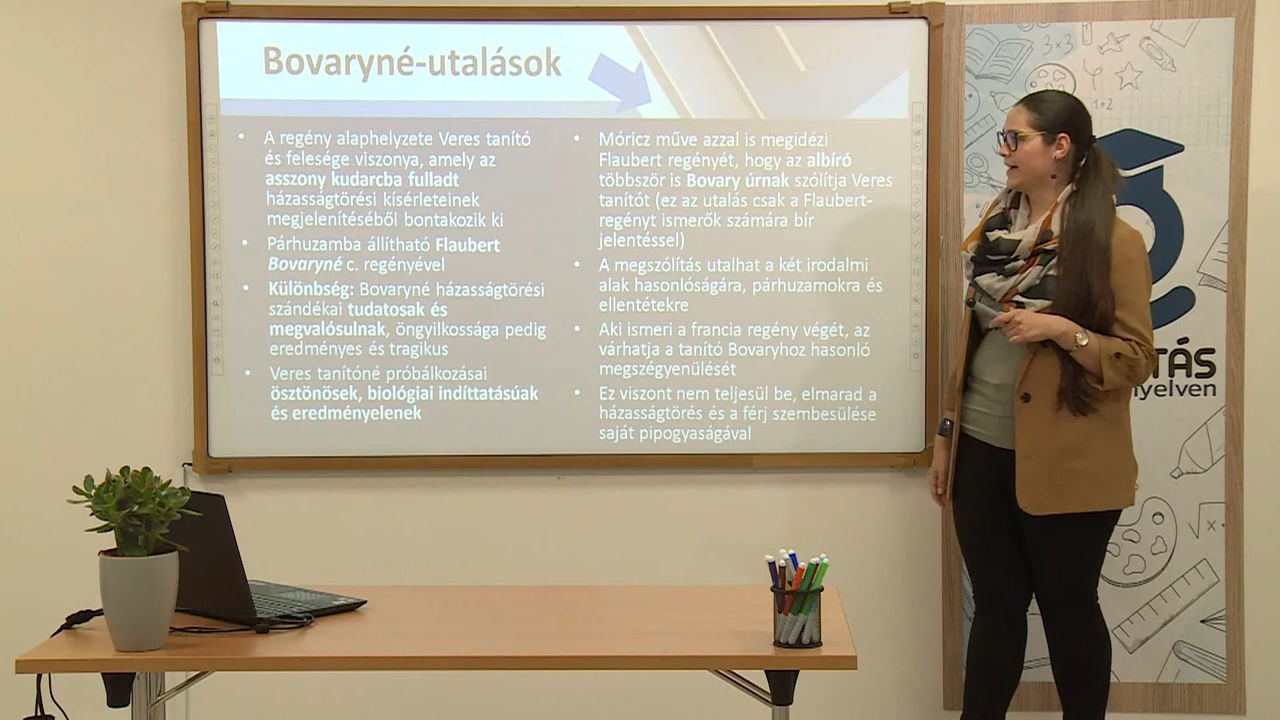 Bovaryné-utalások
• A regény alaphelyzete Veres tanító
és felesége viszonya, amely az
asszony kudarcba fulladt
házasságtörési kísérleteinek
megjelenítéséből bontakozik ki
• Párhuzamba állítható Flaubert
Bovaryné c. regényével
• Különbség: Bovaryné házasságtörési
szándékai tudatosak és
megvalósulnak, öngyilkossága pedig
eredményes és tragikus
• Veres tanítóné próbálkozásai
ösztönösek, biológiai indíttatásúak
és eredményelenek
• Móricz műve azzal is megidézi
Flaubert regényét, hogy az albíró
többször is Bovary úrnak szólítja Veres
tanítót (ez az utalás csak a Flaubert-
regényt ismerők számára bír
jelentéssel)
• A megszólítás utalhat a két irodalmi
alak hasonlóságára, párhuzamokra és
ellentétekre
• Aki ismeri a francia regény végét, az
várhatja a tanító Bovaryhoz hasonló
megszégyenülését
• Ez viszont nem teljesül be, elmarad a
házasságtörés és a férj szembesülése
saját pipogyaságával
3×3
1+2
TÁS
nyelven
√x